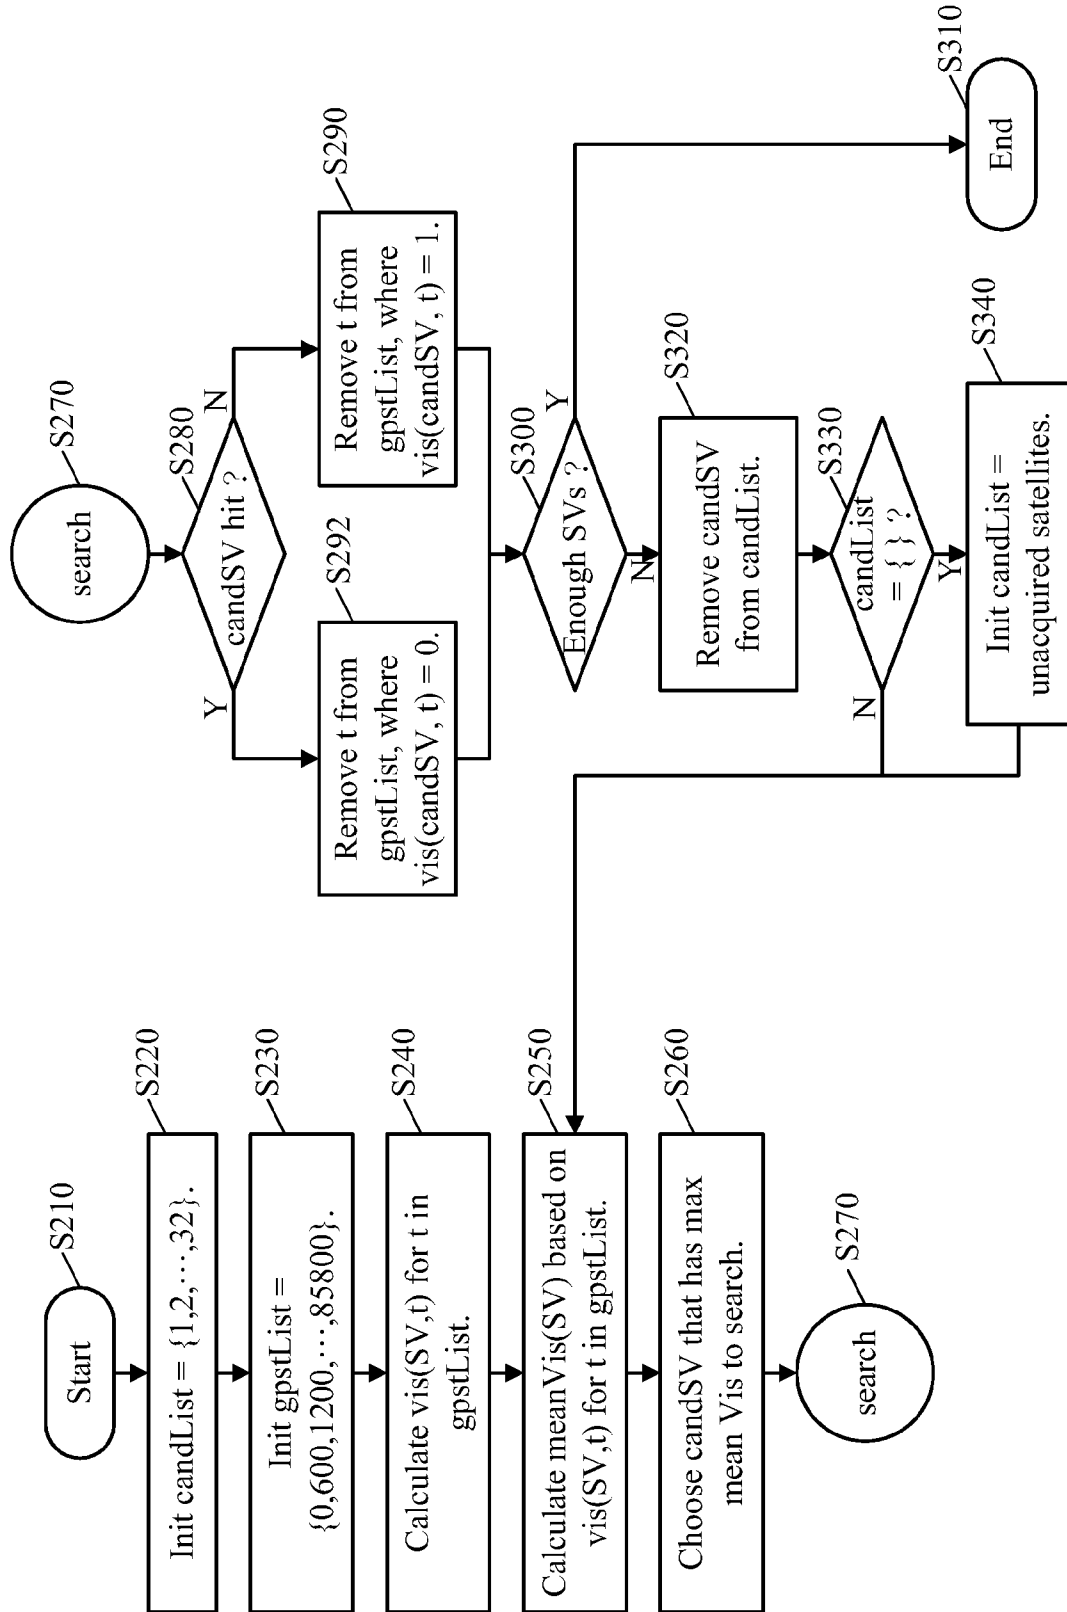 Start
S210
Init candList = {1,2,⋯,32}.
S220
Init gpstList =
{0,600,1200,⋯,85800}.
S230
Calculate vis(SV,t) for t in
gpstList.
S240
Calculate meanVis(SV) based on
vis(SV,t) for t in gpstList.
S250
Choose candSV that has max
mean Vis to search.
S260
search
S270
search
S270
candSV hit ?
S280
Y
N
Remove t from
gpstList, where
vis(candSV, t) = 0.
S292
Remove t from
gpstList, where
vis(candSV, t) = 1.
S290
Enough SVs ?
S300
Y
N
Remove candSV
from candList.
S320
candList
= { } ?
S330
N
Y
Init candList =
unacquired satellites.
S340
End
S310